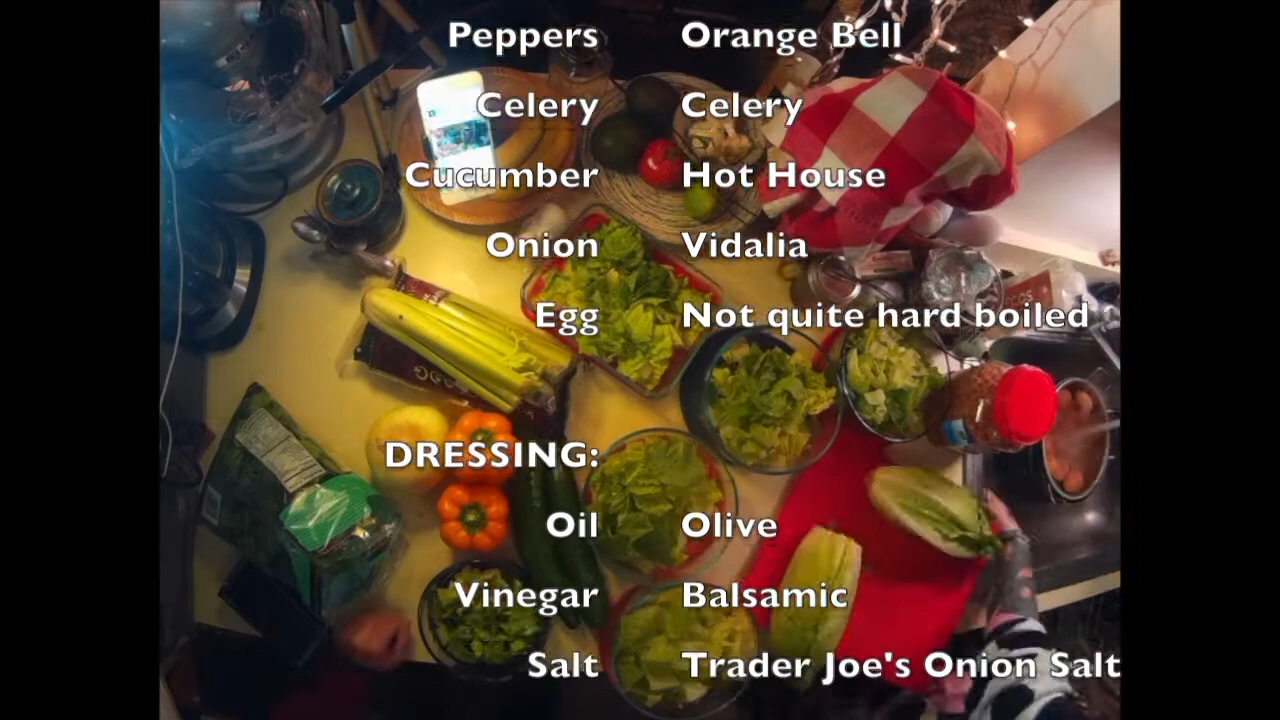 Peppers Orange Bell
Celery Celery
Cucumber Hot House
Onion Vidalia
Egg Not quite hard boiled
DRESSING:
Oil Olive
Vinegar Balsamic
Salt Trader Joe's Onion Salt